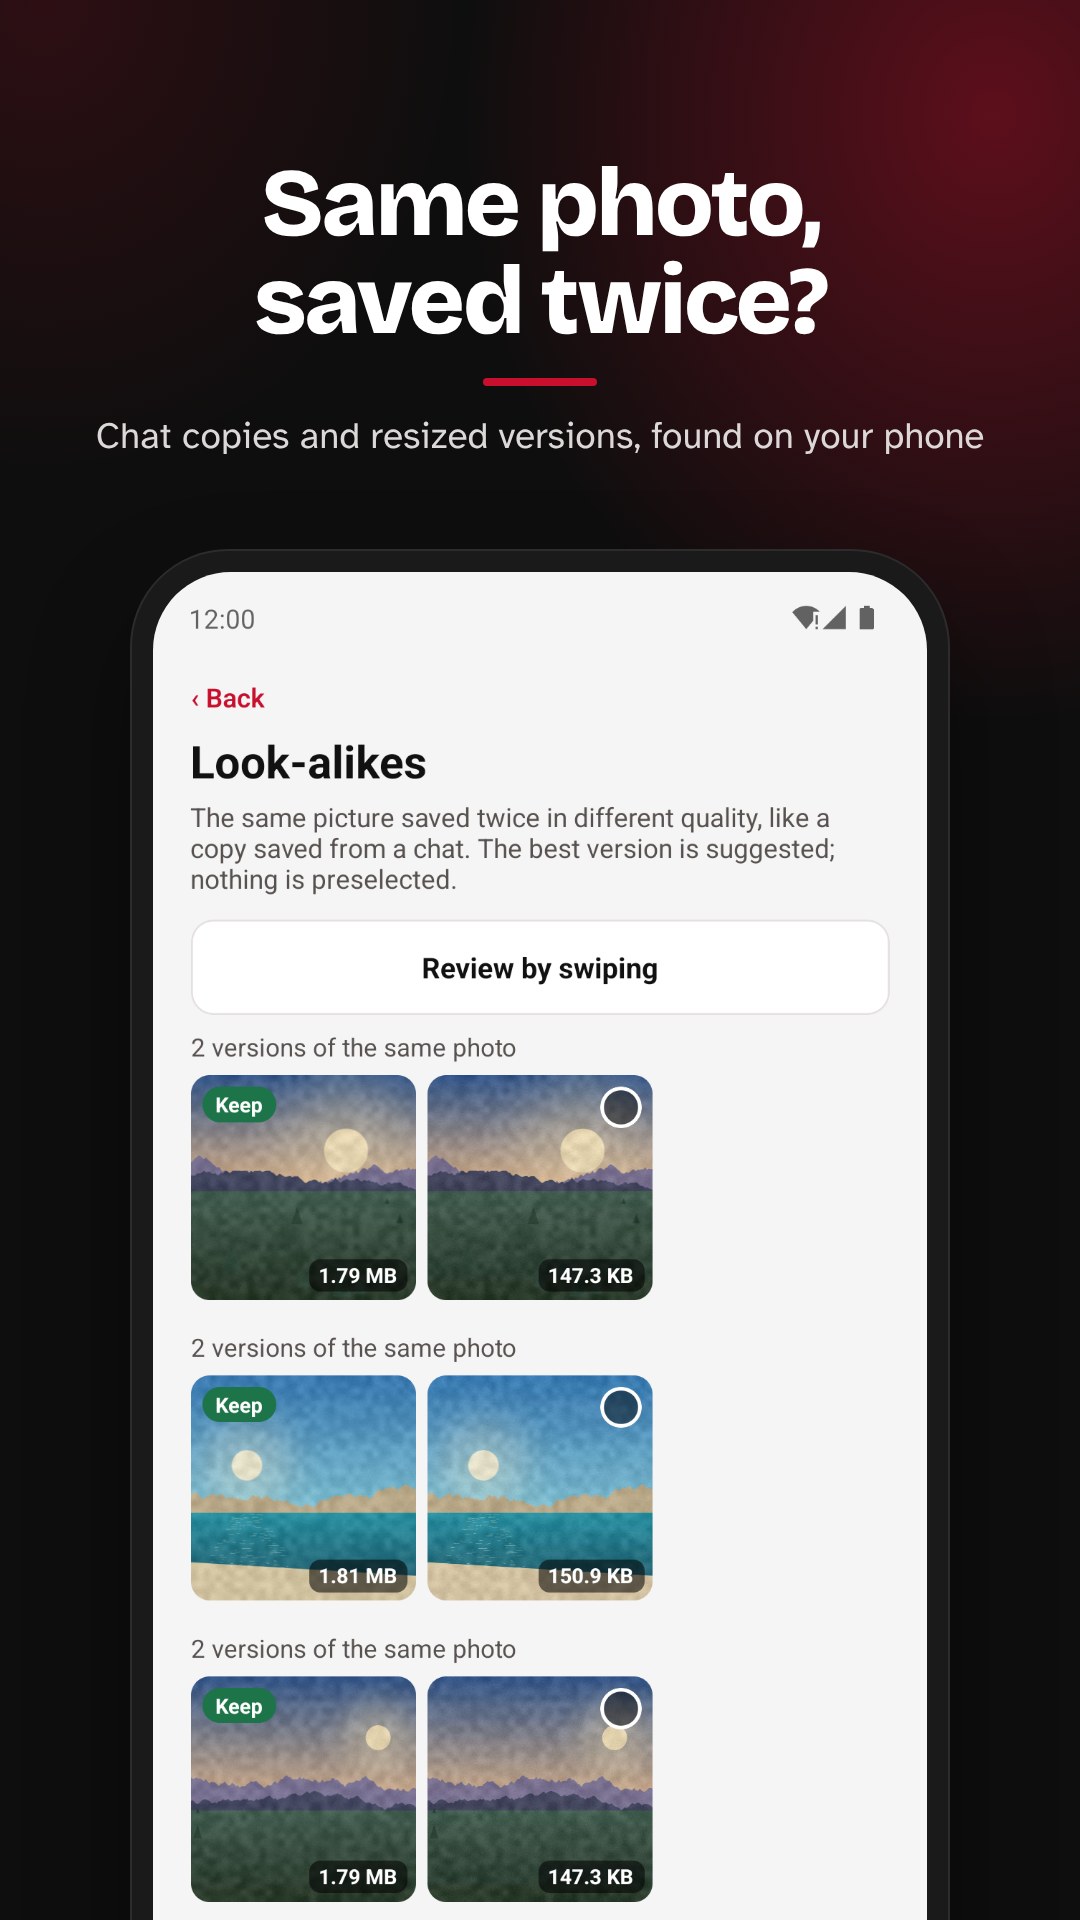 Same photo,
saved twice?
Chat copies and resized versions, found on your phone
12:00
‹ Back
Look-alikes
The same picture saved twice in different quality, like a
copy saved from a chat. The best version is suggested;
nothing is preselected.
Review by swiping
2 versions of the same photo
Keep
1.79 MB
147.3 KB
2 versions of the same photo
Keep
1.81 MB
150.9 KB
2 versions of the same photo
Keep
1.79 MB
147.3 KB